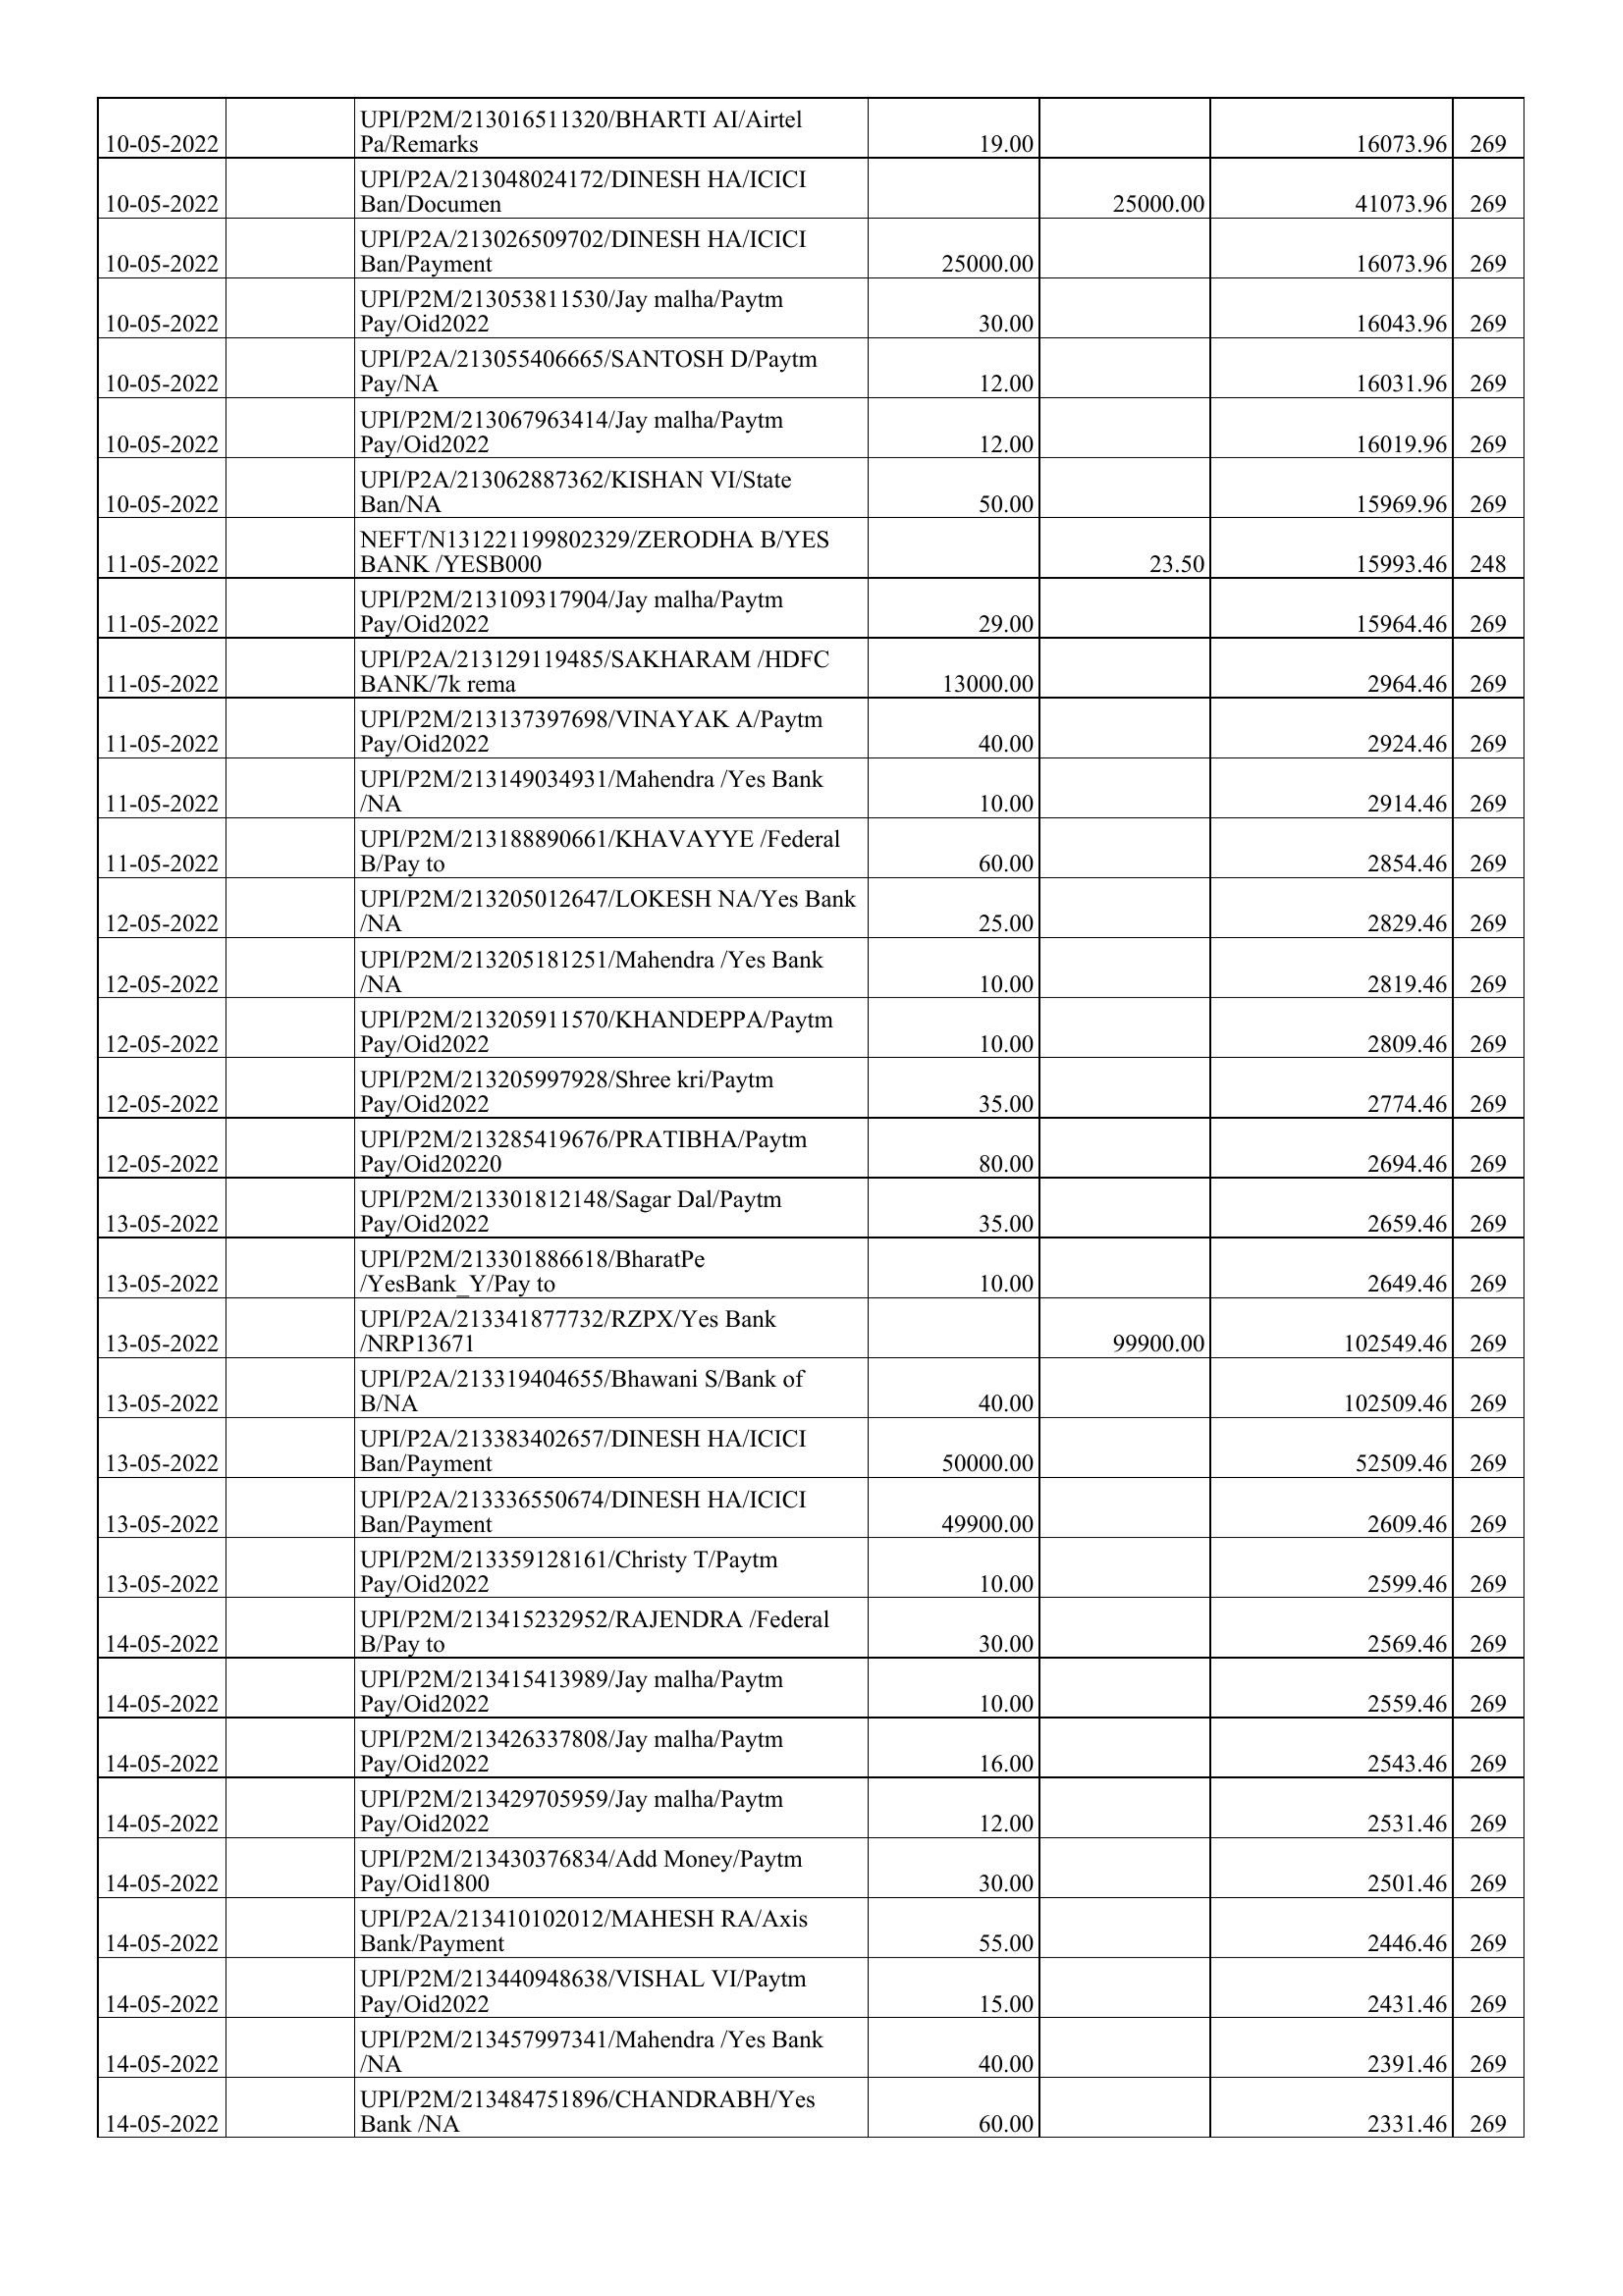 UPI/P2M/213016511320/BHARTI AI/Airtel
10-05-2022 Pa/Remarks 19.00 16073.96 269
UPI/P2A/213048024172/DINESH HA/ICICI
10-05-2022 Ban/Documen 25000.00 41073.96 269
UPI/P2A/213026509702/DINESH HA/ICICI
10-05-2022 Ban/Payment 25000.00 16073.96 269
UPI/P2M/213053811530/Jay malha/Paytm
10-05-2022 Pay/Oid2022 30.00 16043.96 269
UPI/P2A/213055406665/SANTOSH D/Paytm
10-05-2022 Pay/NA 12.00 16031.96 269
UPI/P2M/213067963414/Jay malha/Paytm
10-05-2022 Pay/Oid2022 12.00 16019.96 269
UPI/P2A/213062887362/KISHAN VI/State
10-05-2022 Ban/NA 50.00 15969.96 269
NEFT/N131221199802329/ZERODHA B/YES
11-05-2022 BANK /YESB000 23.50 15993.46 248
UPI/P2M/213109317904/Jay malha/Paytm
11-05-2022 Pay/Oid2022 29.00 15964.46 269
UPI/P2A/213129119485/SAKHARAM /HDFC
11-05-2022 BANK/7k rema 13000.00 2964.46 269
UPI/P2M/213137397698/VINAYAK A/Paytm
11-05-2022 Pay/Oid2022 40.00 2924.46 269
UPI/P2M/213149034931/Mahendra /Yes Bank
11-05-2022 /NA 10.00 2914.46 269
UPI/P2M/213188890661/KHAVAYYE /Federal
11-05-2022 B/Pay to 60.00 2854.46 269
UPI/P2M/213205012647/LOKESH NA/Yes Bank
12-05-2022 /NA 25.00 2829.46 269
UPI/P2M/213205181251/Mahendra /Yes Bank
12-05-2022 /NA 10.00 2819.46 269
UPI/P2M/213205911570/KHANDEPPA/Paytm
12-05-2022 Pay/Oid2022 10.00 2809.46 269
UPI/P2M/213205997928/Shree kri/Paytm
12-05-2022 Pay/Oid2022 35.00 2774.46 269
UPI/P2M/213285419676/PRATIBHA/Paytm
12-05-2022 Pay/Oid20220 80.00 2694.46 269
UPI/P2M/213301812148/Sagar Dal/Paytm
13-05-2022 Pay/Oid2022 35.00 2659.46 269
UPI/P2M/213301886618/BharatPe
13-05-2022 /YesBank_Y/Pay to 10.00 2649.46 269
UPI/P2A/213341877732/RZPX/Yes Bank
13-05-2022 /NRP13671 99900.00 102549.46 269
UPI/P2A/213319404655/Bhawani S/Bank of
13-05-2022 B/NA 40.00 102509.46 269
UPI/P2A/213383402657/DINESH HA/ICICI
13-05-2022 Ban/Payment 50000.00 52509.46 269
UPI/P2A/213336550674/DINESH HA/ICICI
13-05-2022 Ban/Payment 49900.00 2609.46 269
UPI/P2M/213359128161/Christy T/Paytm
13-05-2022 Pay/Oid2022 10.00 2599.46 269
UPI/P2M/213415232952/RAJENDRA /Federal
14-05-2022 B/Pay to 30.00 2569.46 269
UPI/P2M/213415413989/Jay malha/Paytm
14-05-2022 Pay/Oid2022 10.00 2559.46 269
UPI/P2M/213426337808/Jay malha/Paytm
14-05-2022 Pay/Oid2022 16.00 2543.46 269
UPI/P2M/213429705959/Jay malha/Paytm
14-05-2022 Pay/Oid2022 12.00 2531.46 269
UPI/P2M/213430376834/Add Money/Paytm
14-05-2022 Pay/Oid1800 30.00 2501.46 269
UPI/P2A/213410102012/MAHESH RA/Axis
14-05-2022 Bank/Payment 55.00 2446.46 269
UPI/P2M/213440948638/VISHAL VI/Paytm
14-05-2022 Pay/Oid2022 15.00 2431.46 269
UPI/P2M/213457997341/Mahendra /Yes Bank
14-05-2022 /NA 40.00 2391.46 269
UPI/P2M/213484751896/CHANDRABH/Yes
14-05-2022 Bank /NA 60.00 2331.46 269